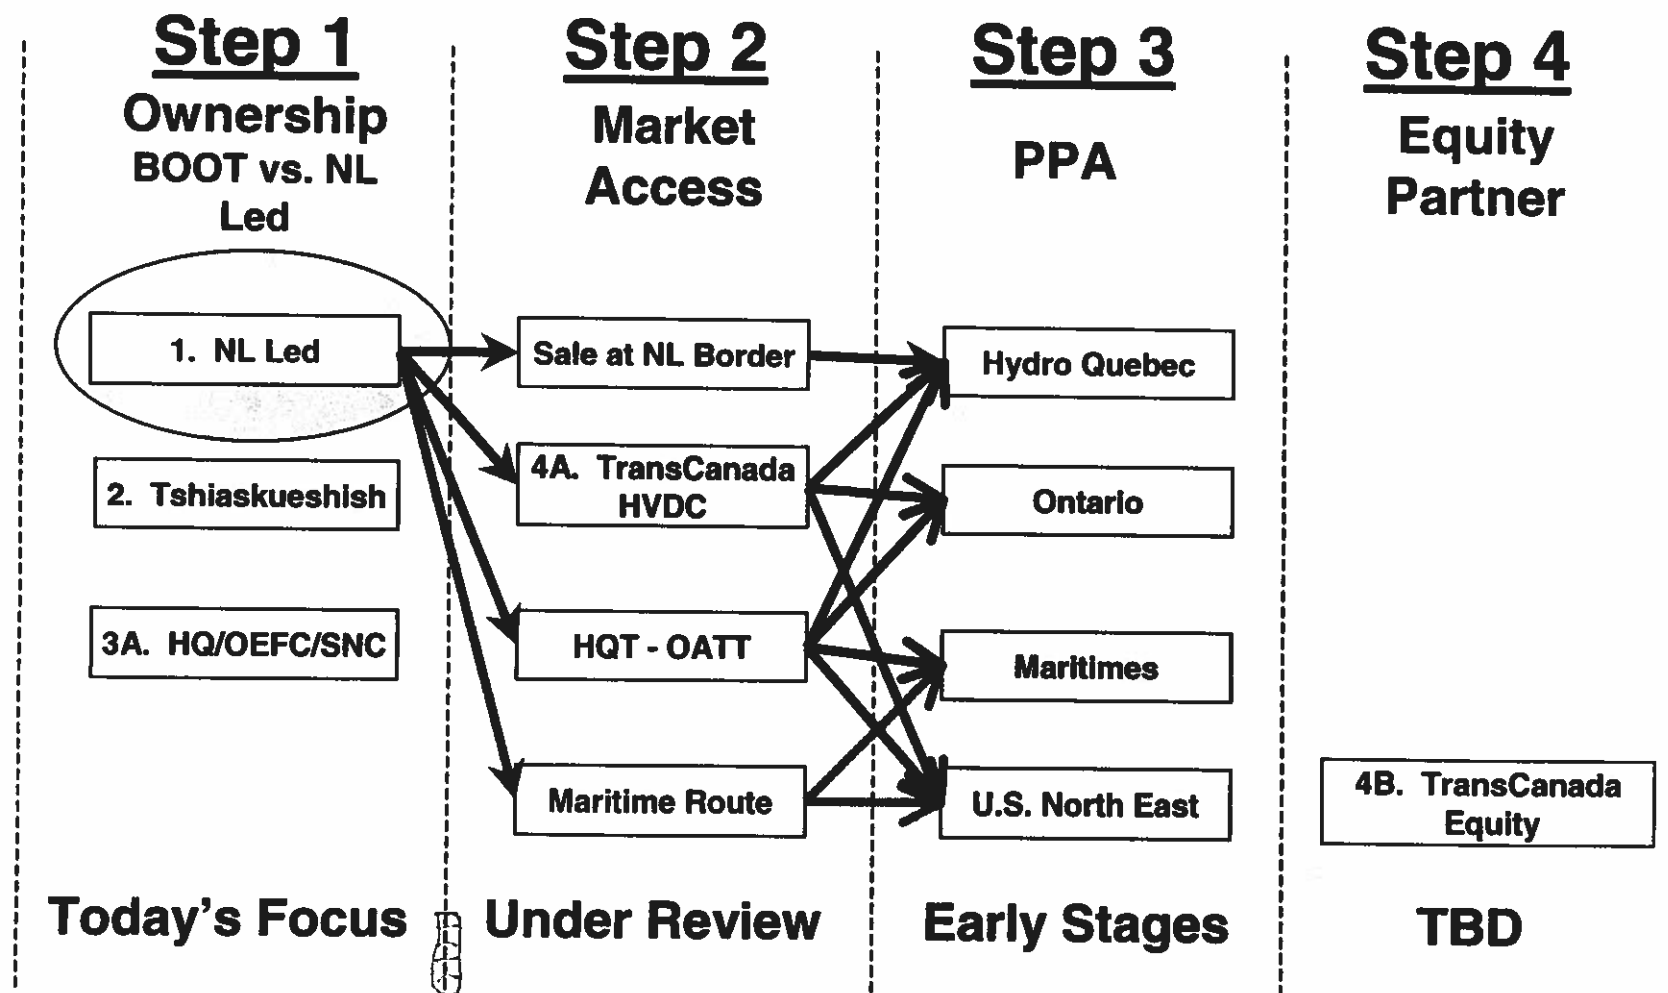 Step 1
Ownership
BOOT vs. NL
Led
1. NL Led
2. Tshiaskueshish
3A. HQ/OEFC/SNC
Today's Focus
Step 2
Market
Access
Sale at NL Border
4A. TransCanada
HVDC
HQT - OATT
Maritime Route
Under Review
Step 3
PPA
Hydro Quebec
Ontario
Maritimes
U.S. North East
Early Stages
Step 4
Equity
Partner
4B. TransCanada
Equity
TBD